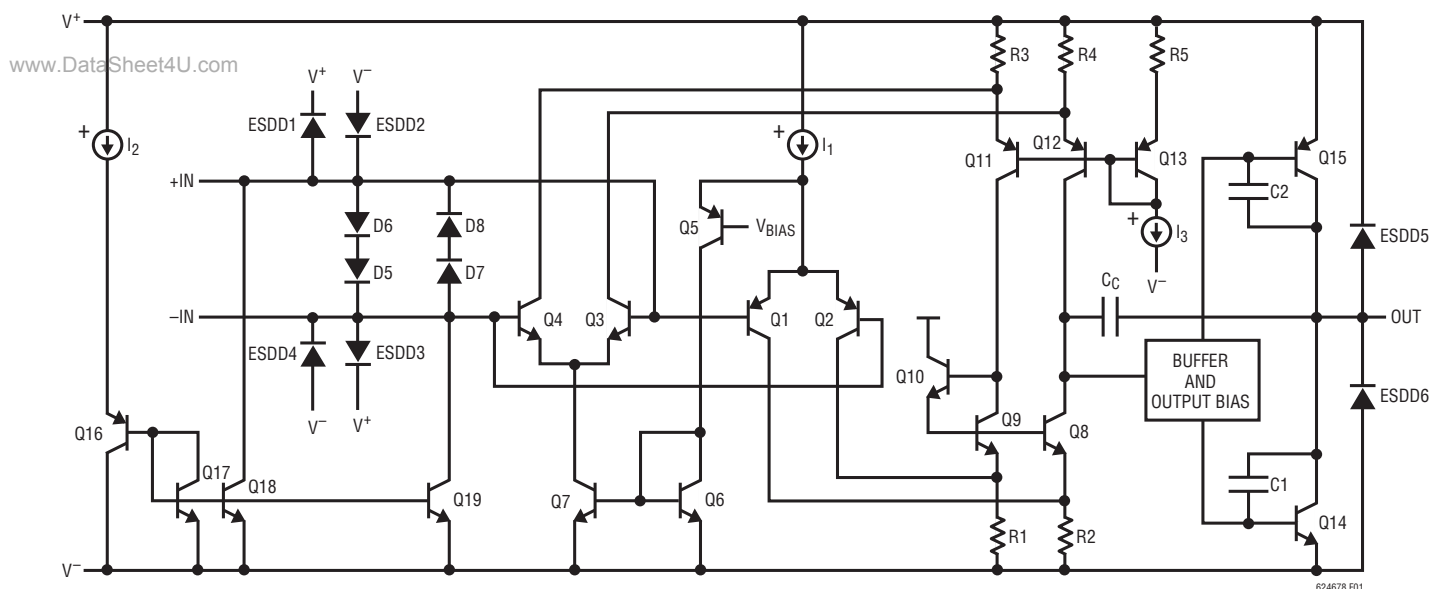 V+
www.DataSheet4U.com
V+
V−
ESDD1
ESDD2
+
I2
+IN
D6
D8
D5
D7
−IN
ESDD4
ESDD3
V−
V+
Q16
Q17
Q18
Q19
V−
+
I1
Q5
VBIAS
Q4
Q3
Q1
Q2
Q7
Q6
R3
R4
R5
Q11
Q12
Q13
+
I3
V−
CC
Q10
Q9
Q8
R1
R2
BUFFER
AND
OUTPUT BIAS
Q15
C2
ESDD5
OUT
ESDD6
C1
Q14
624678 F01